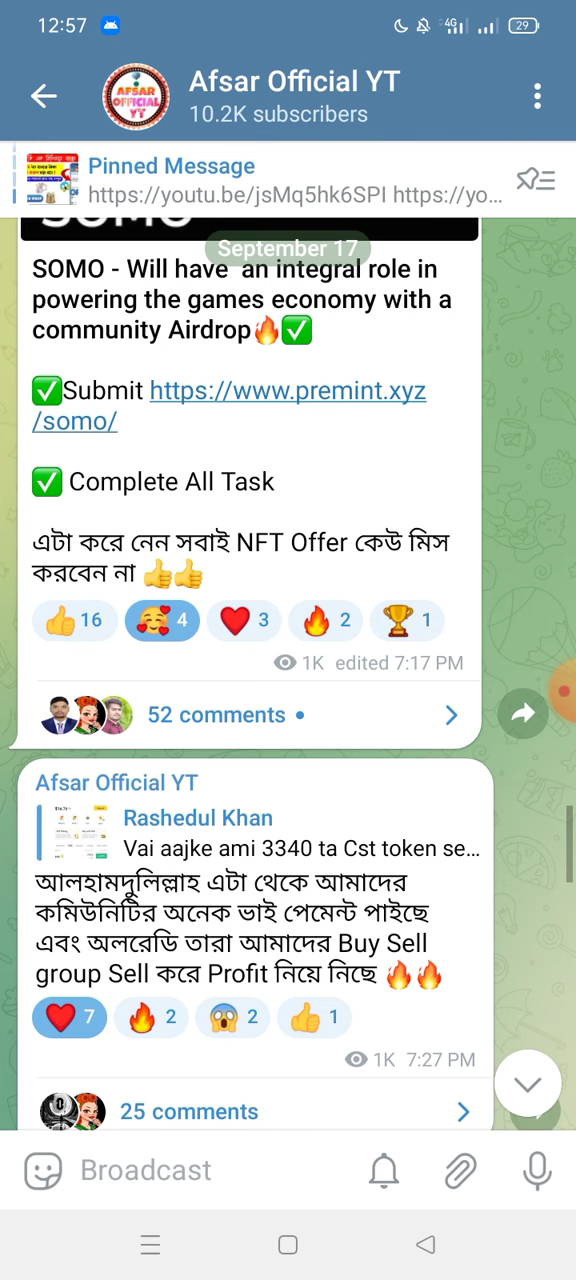 12:57
4G
29
AFSAR
OFFICIAL
YT
Afsar Official YT
10.2K subscribers
Pinned Message
https://youtu.be/jsMq5hk6SPI https://yo...
September 17
SOMO - Will have an integral role in
powering the games economy with a
community Airdrop🔥✅
✅Submit https://www.premint.xyz
/somo/
✅ Complete All Task
এটা করে নেন সবাই NFT Offer কেউ মিস
করবেন না 👍👍
👍 16 🥰 4 ❤️ 3 🔥 2 🏆 1
1K edited 7:17 PM
52 comments
Afsar Official YT
Rashedul Khan
Vai aajke ami 3340 ta Cst token se...
আলহামদুলিল্লাহ এটা থেকে আমাদের
কমিউনিটির অনেক ভাই পেমেন্ট পাইছে
এবং অলরেডি তারা আমাদের Buy Sell
group Sell করে Profit নিয়ে নিছে 🔥🔥
❤️ 7 🔥 2 😱 2 👍 1
1K 7:27 PM
25 comments
Broadcast